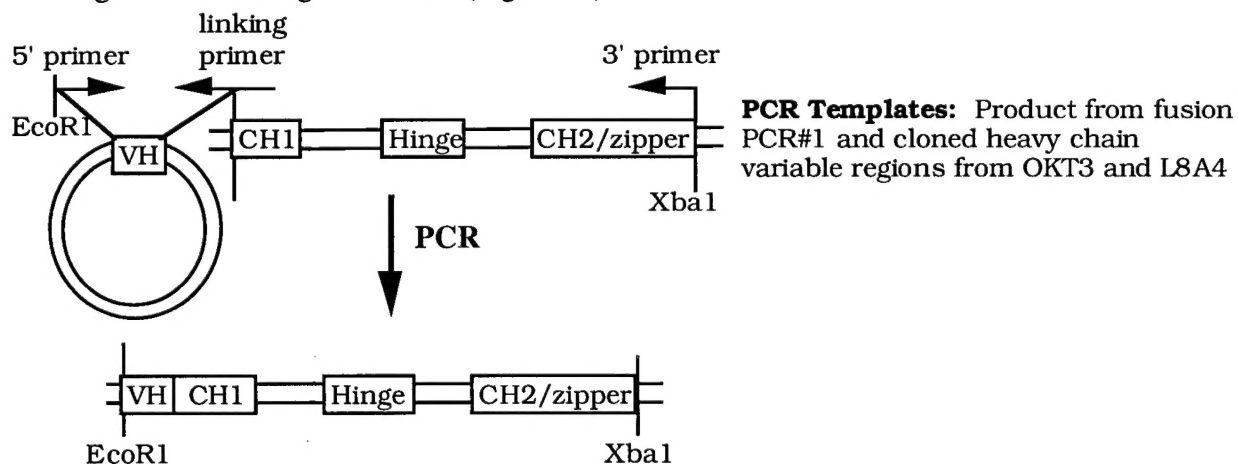 linking
5' primer
primer
3' primer
EcoR1
VH
CH1
Hinge
CH2/zipper
Xba1
PCR Templates: Product from fusion
PCR#1 and cloned heavy chain
variable regions from OKT3 and L8A4
PCR
VH CH1 Hinge CH2/zipper
EcoR1 Xba1